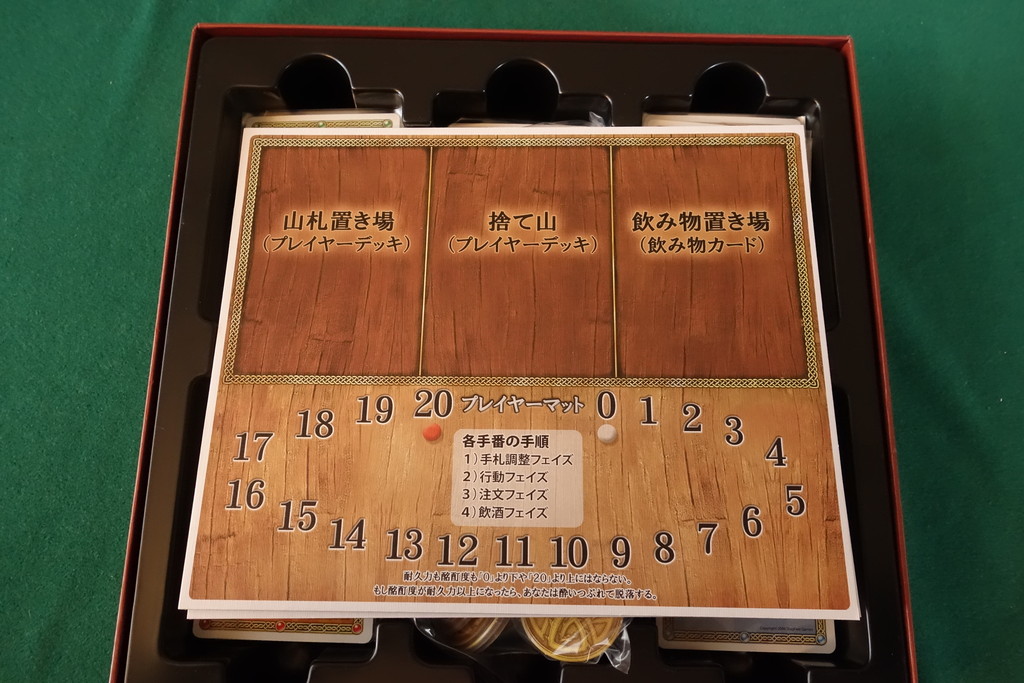 山札置き場
(プレイヤーデッキ)
捨て山
(プレイヤーデッキ)
飲み物置き場
(飲み物カード)
プレイヤーマット
0 1 2 3 4 5 6 7 8 9 10 11 12 13 14 15 16 17 18 19 20
各手番の手順
1)手札調整フェイズ
2)行動フェイズ
3)注文フェイズ
4)飲酒フェイズ
耐久力も酩酊度も「0」より下や「20」より上にはならない。
もし酩酊度が耐久力以上になったら、あなたは酔いつぶれて脱落する。